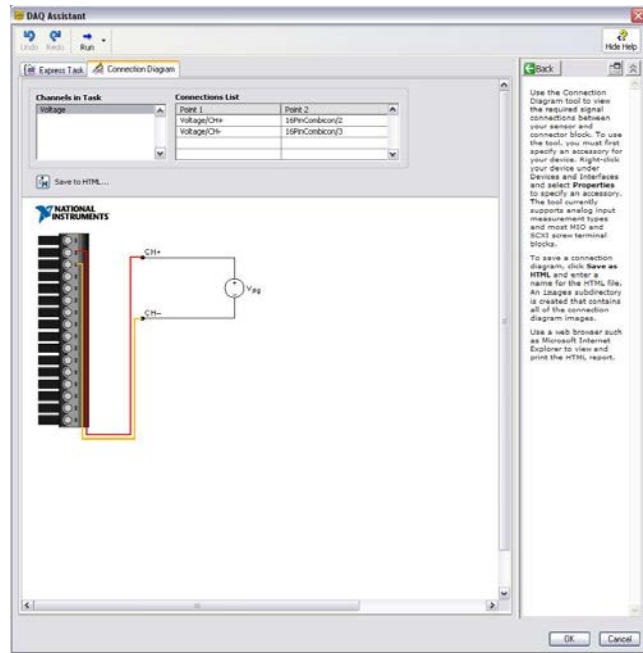 DAQ Assistant
Undo Redo Run
Hide Help
Express Task Connection Diagram
Back
Channels in Task
Voltage
Connections List
Point 1 Point 2
Voltage/CH+ 16PinCombicon/2
Voltage/CH- 16PinCombicon/3
Save to HTML...
NATIONAL
INSTRUMENTS
CH+
Vsig
CH-
Use the Connection
Diagram tool to view
the required signal
connections between
your sensor and
connector block. To use
the tool, you must first
specify an accessory for
your device. Right-click
your device under
Devices and Interfaces
and select Properties
to specify an accessory.
The tool currently
supports analog input
measurement types
and most MIO and
SCXI screw terminal
blocks.
To save a connection
diagram, click Save as
HTML and enter a
name for the HTML file.
An images subdirectory
is created that contains
all of the connection
diagram images.
Use a web browser such
as Microsoft Internet
Explorer to view and
print the HTML report.
OK Cancel